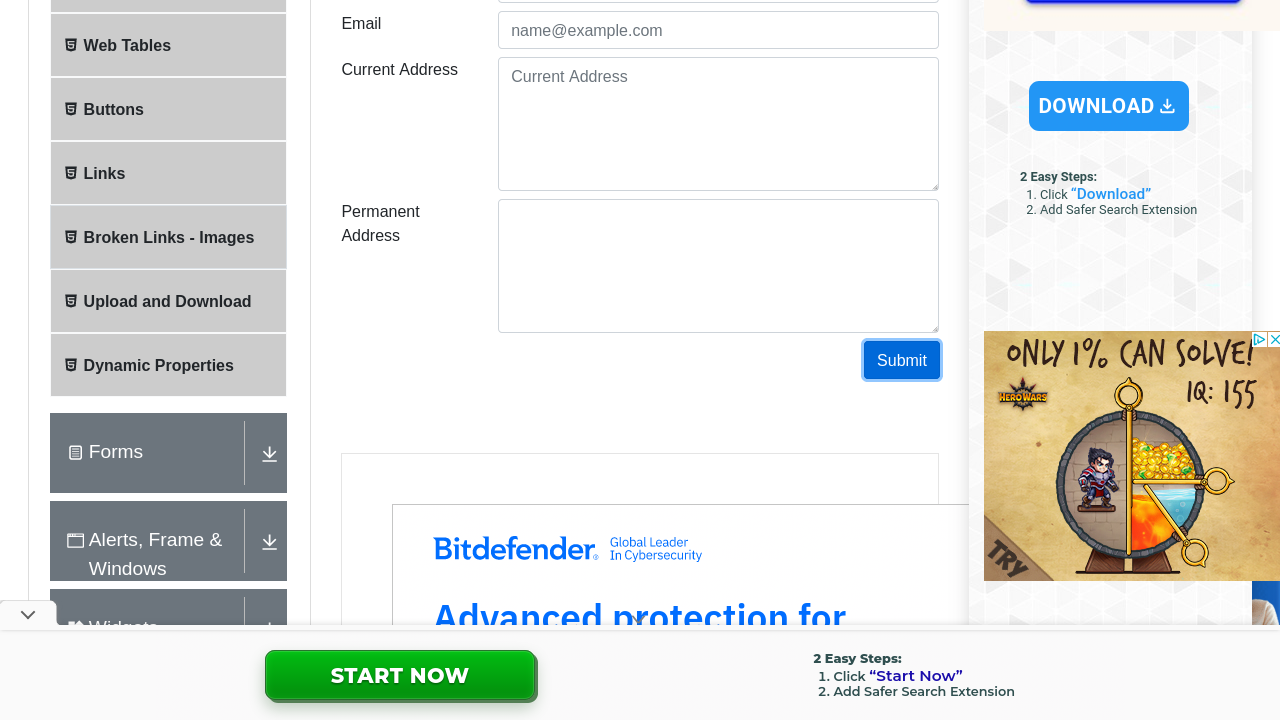 Web Tables
Buttons
Links
Broken Links - Images
Upload and Download
Dynamic Properties
Forms
Alerts, Frame &
Windows
Email
name@example.com
Current Address
Current Address
Permanent
Address
Submit
Bitdefender® Global Leader
In Cybersecurity
Advanced protection for
DOWNLOAD
2 Easy Steps:
1. Click “Download”
2. Add Safer Search Extension
ONLY 1% CAN SOLVE!
IQ: 155
HERO WARS
TRY
START NOW
2 Easy Steps:
1. Click “Start Now”
2. Add Safer Search Extension